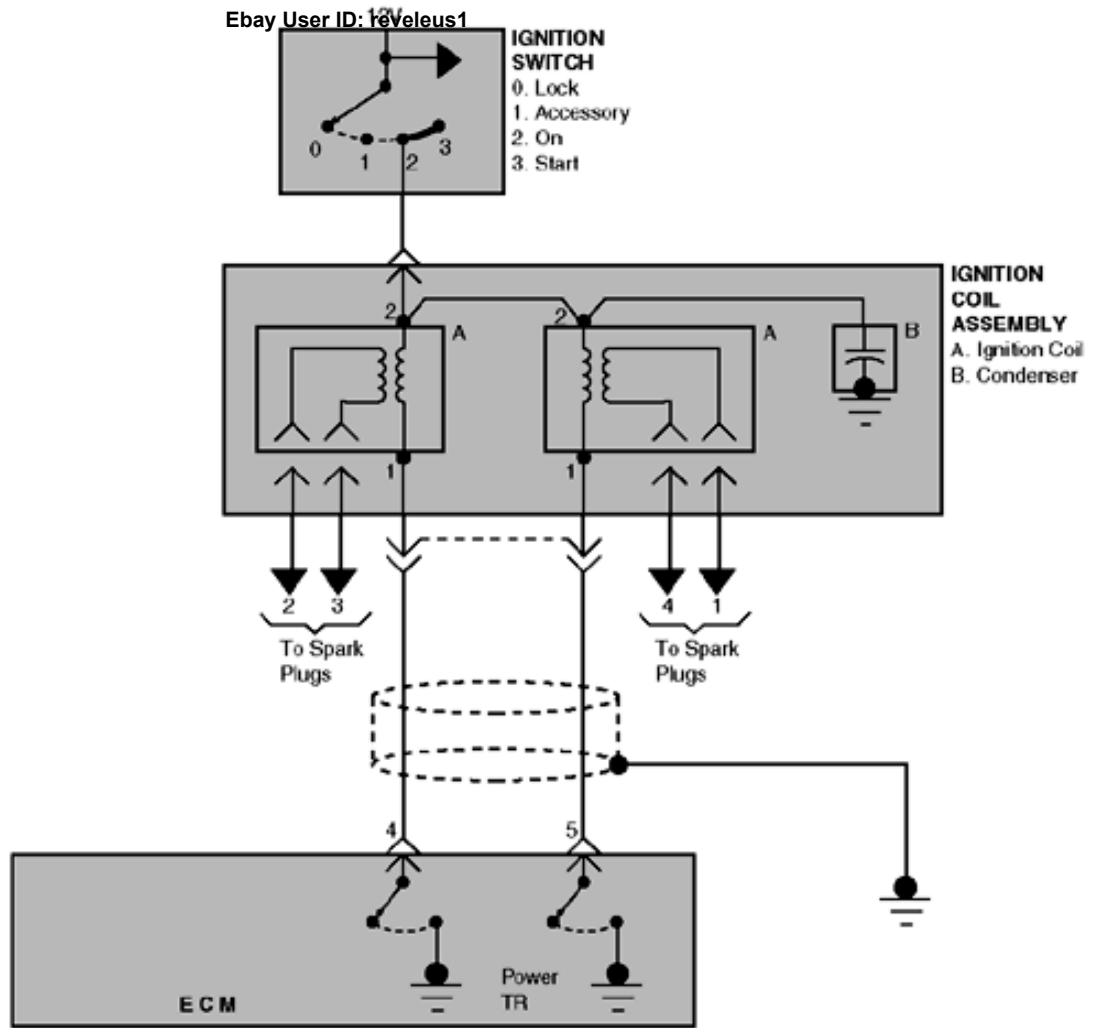 Ebay User ID: reveleus1
12V
IGNITION
SWITCH
0. Lock
1. Accessory
2. On
3. Start
0
1
2
3
IGNITION
COIL
ASSEMBLY
A. Ignition Coil
B. Condenser
2
A
2
A
B
1
1
2
3
4
1
To Spark
Plugs
To Spark
Plugs
4
5
Power
TR
ECM